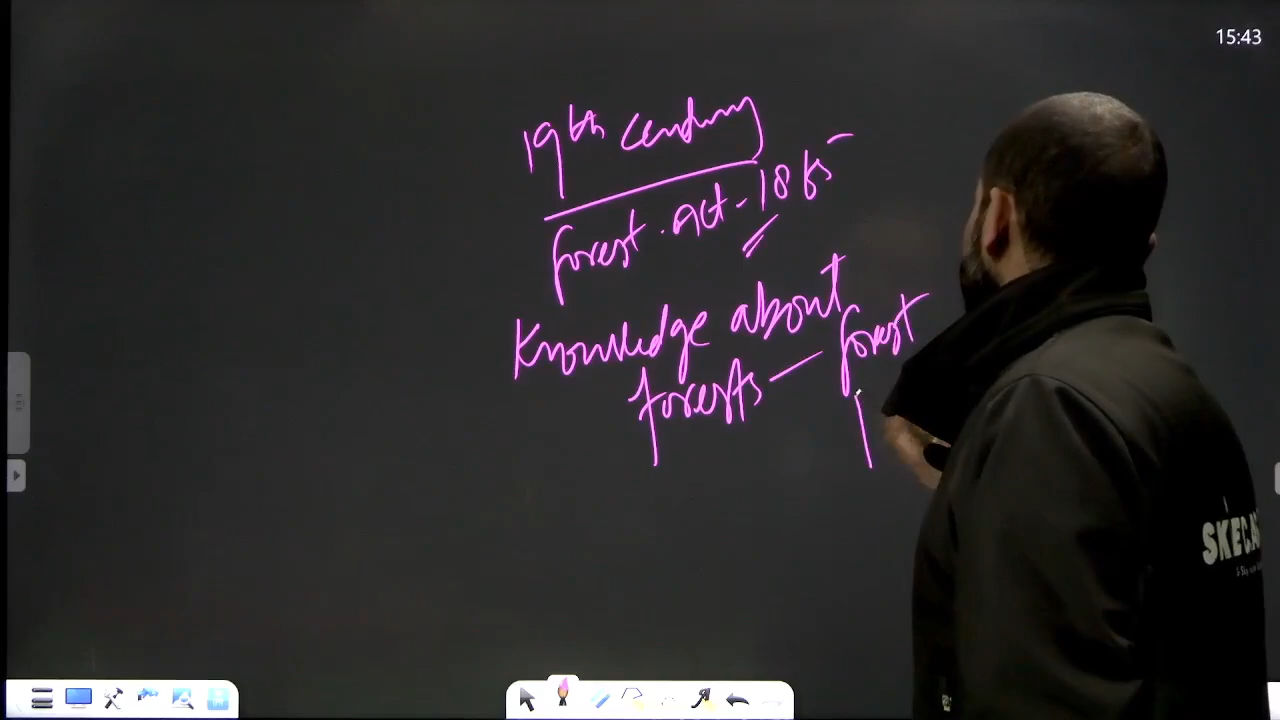 15:43
19th century
forest. act - 1865
Knowledge about
forests — forest